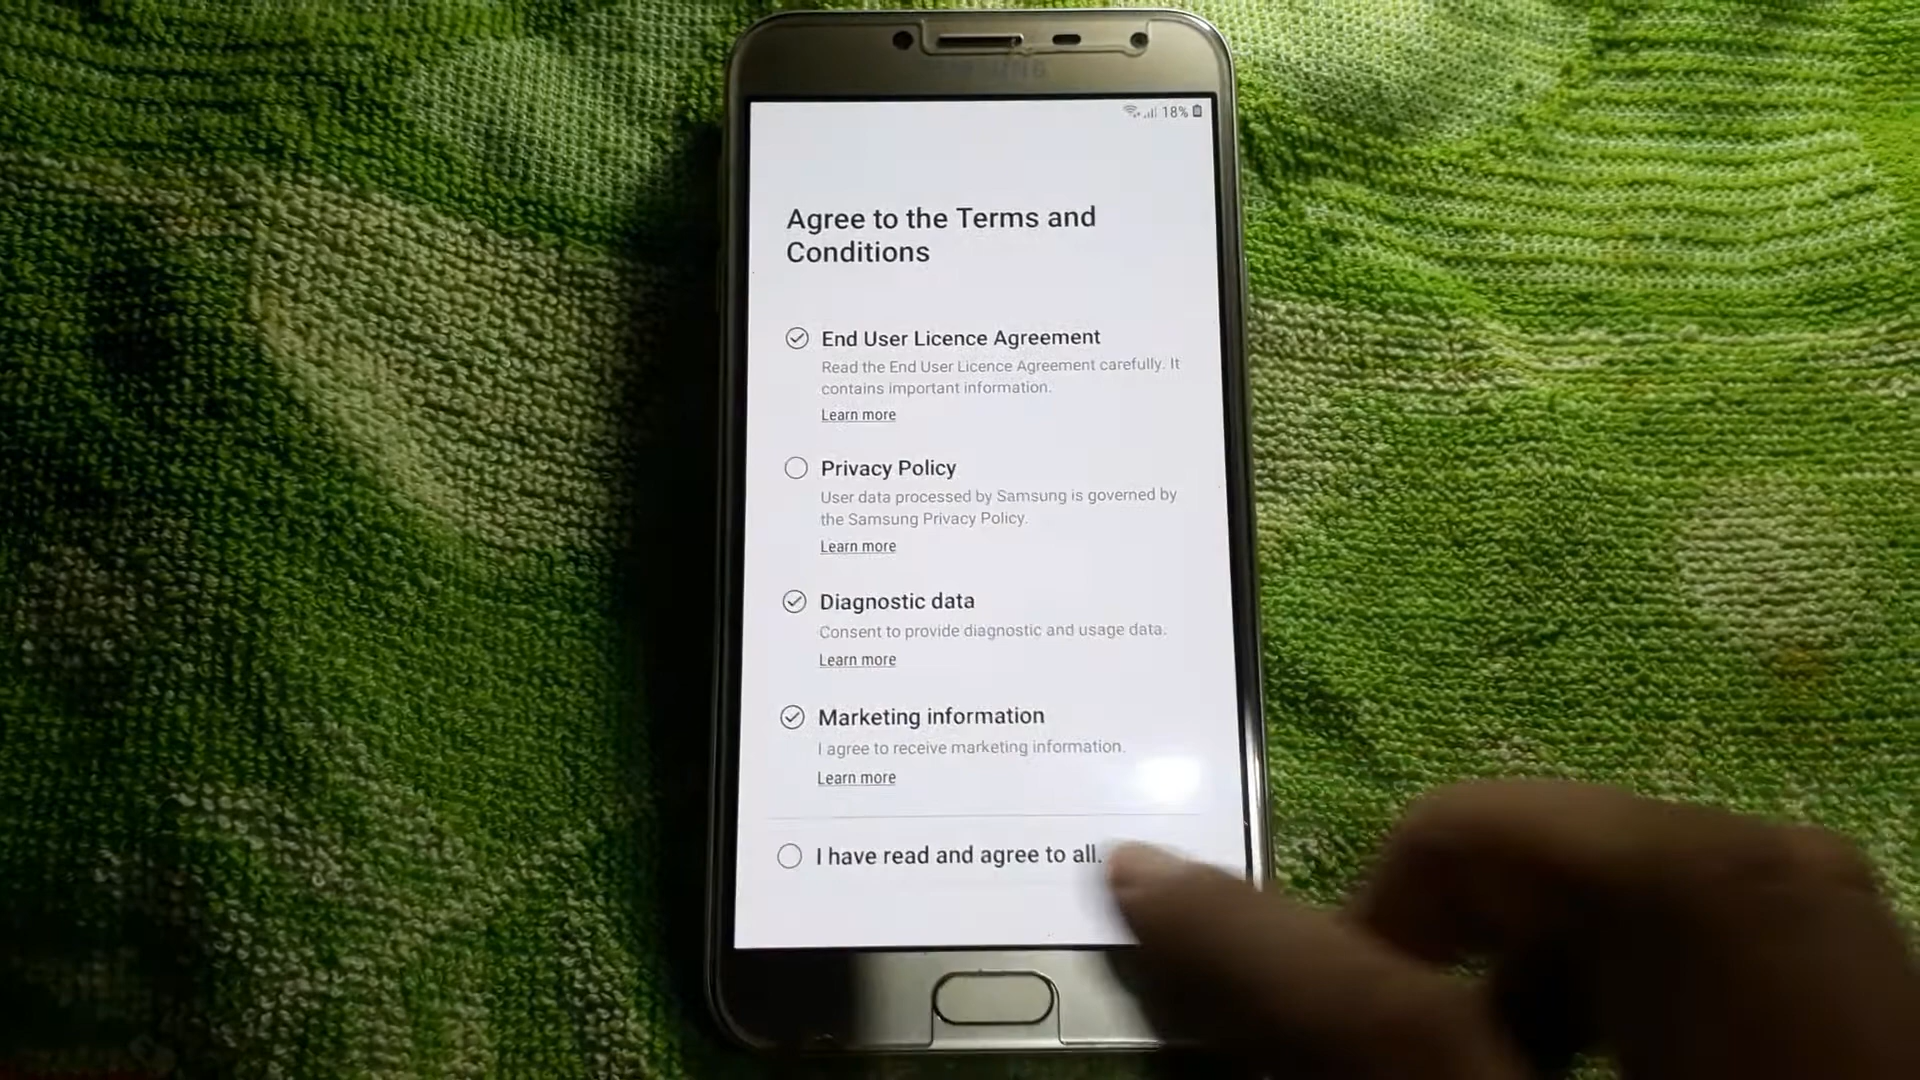 SAMSUNG
18%
Agree to the Terms and
Conditions
End User Licence Agreement
Read the End User Licence Agreement carefully. It
contains important information.
Learn more
Privacy Policy
User data processed by Samsung is governed by
the Samsung Privacy Policy.
Learn more
Diagnostic data
Consent to provide diagnostic and usage data.
Learn more
Marketing information
I agree to receive marketing information.
Learn more
I have read and agree to all.